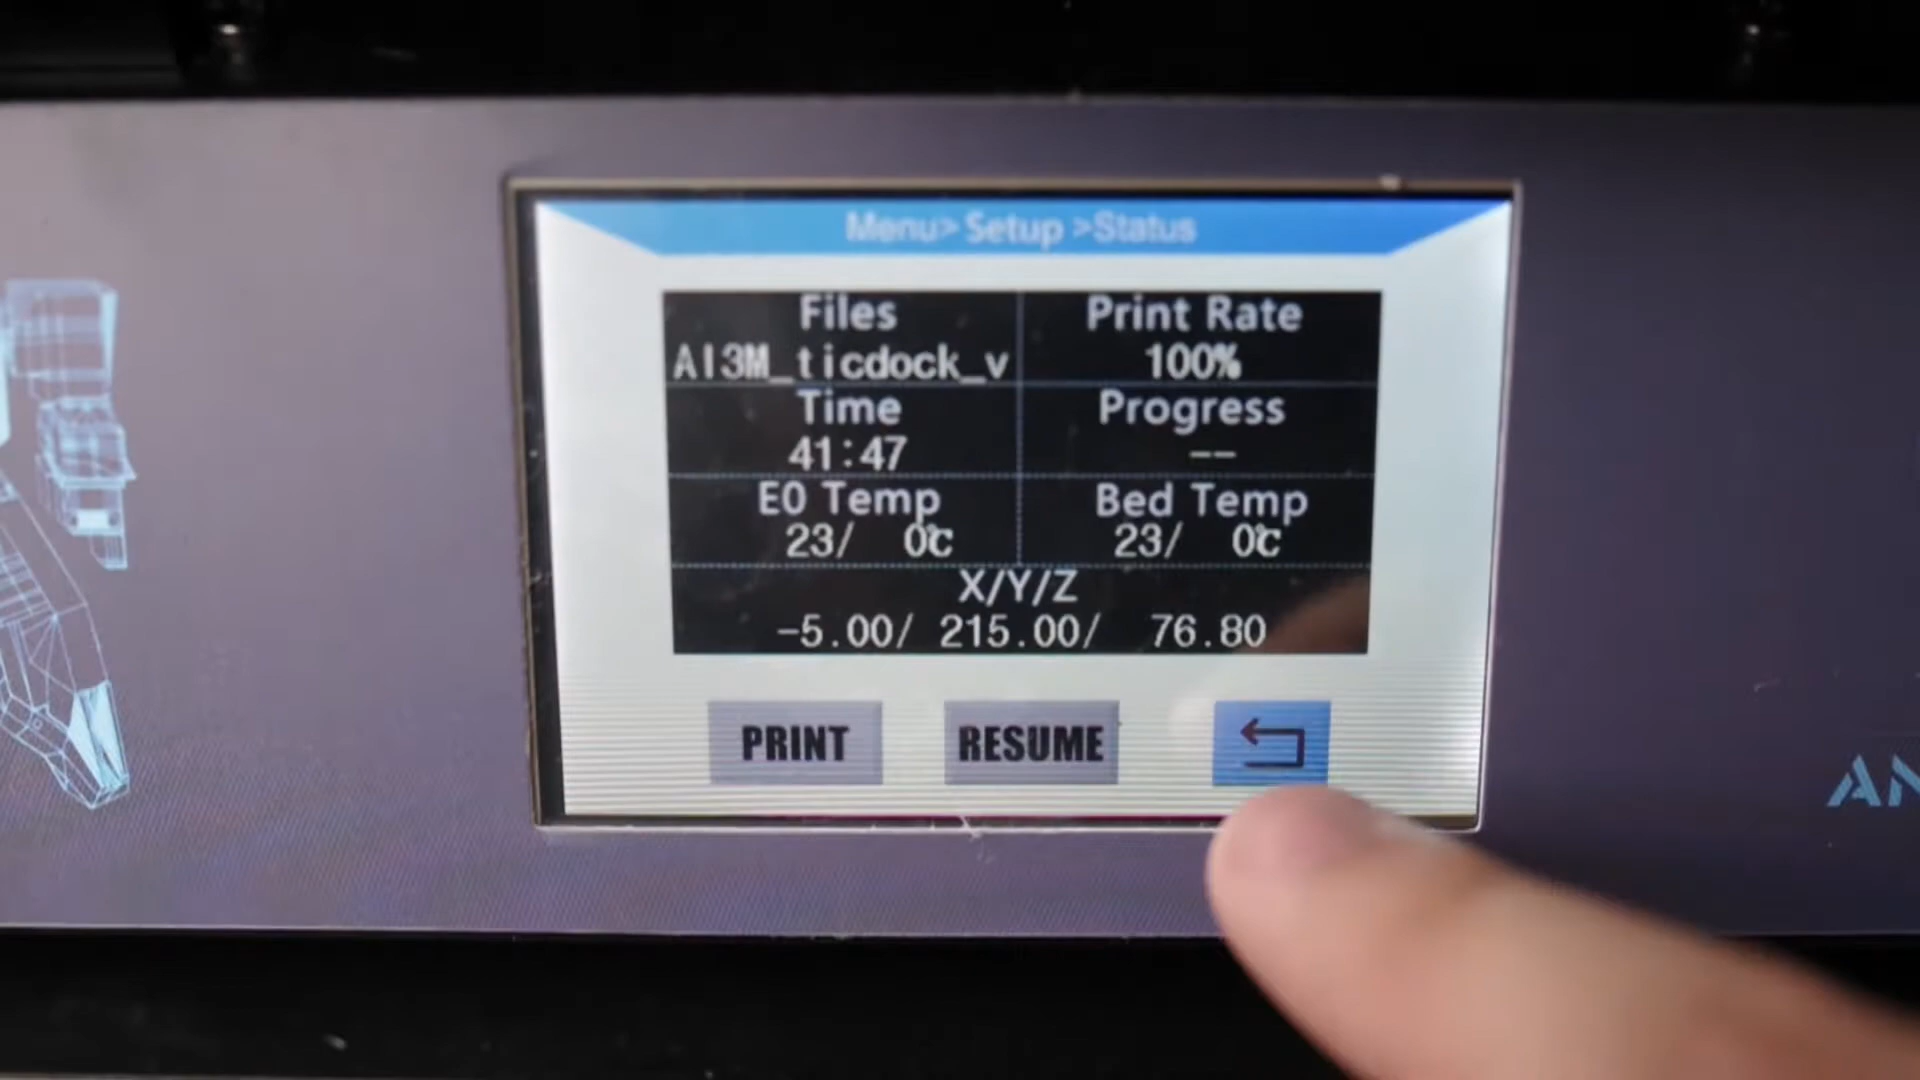 Menu> Setup >Status
Files Print Rate
AI3M_ticdock_v 100%
Time Progress
41:47 --
E0 Temp Bed Temp
23/ 0℃ 23/ 0℃
X/Y/Z
-5.00/ 215.00/ 76.80
PRINT RESUME
AN